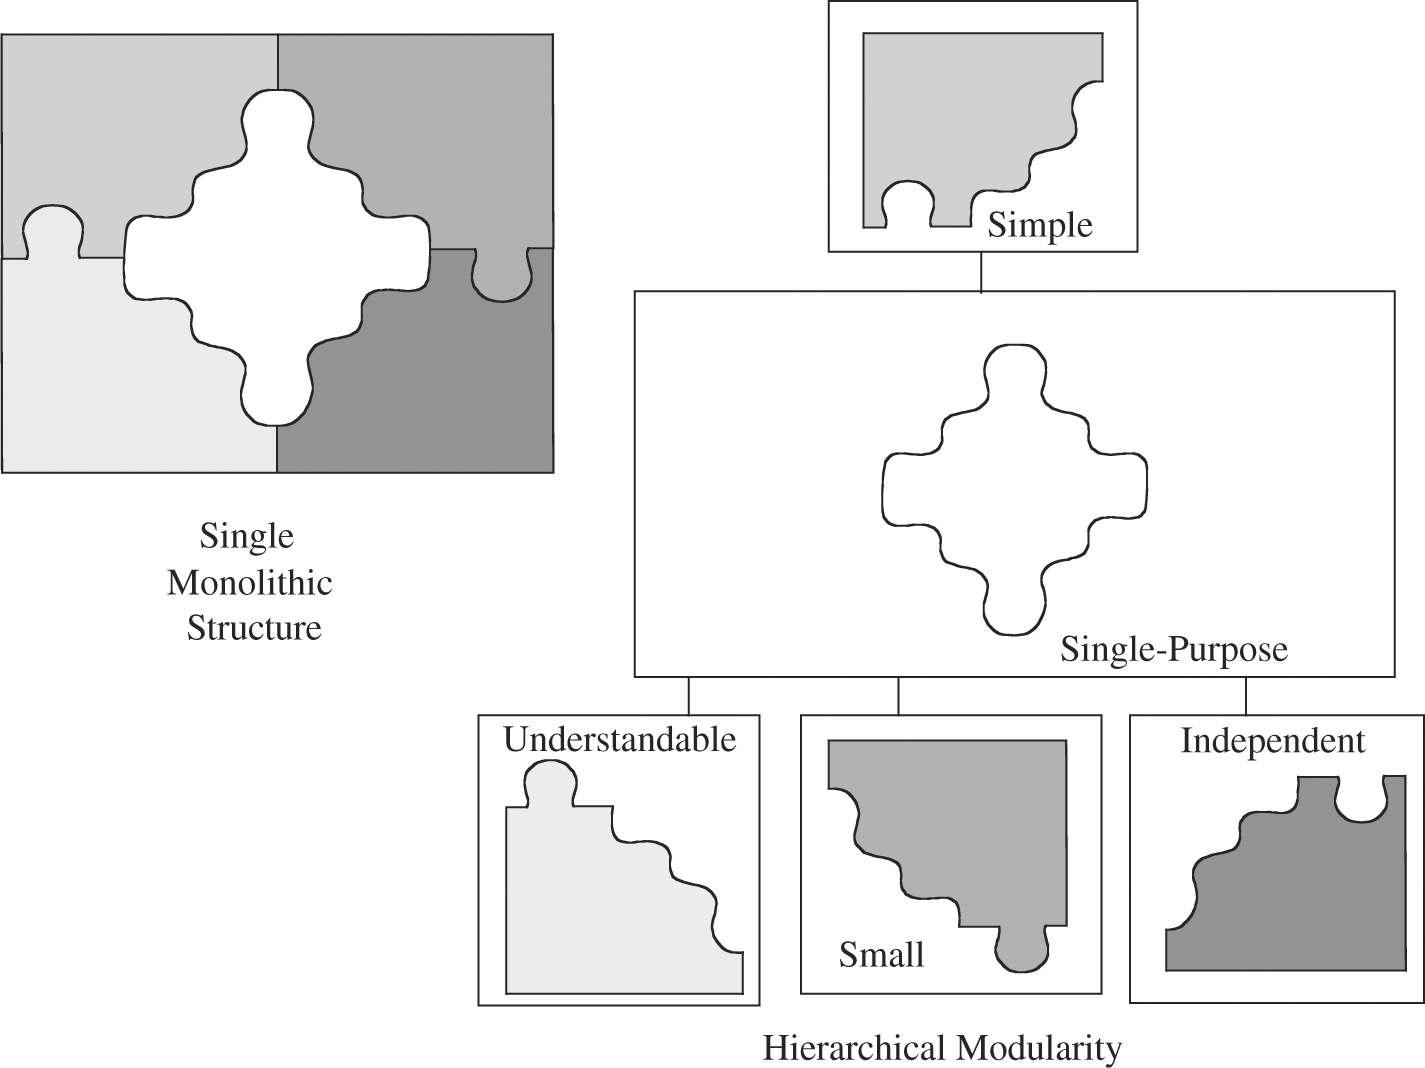 Simple
Single
Monolithic
Structure
Single-Purpose
Understandable
Small
Independent
Hierarchical Modularity